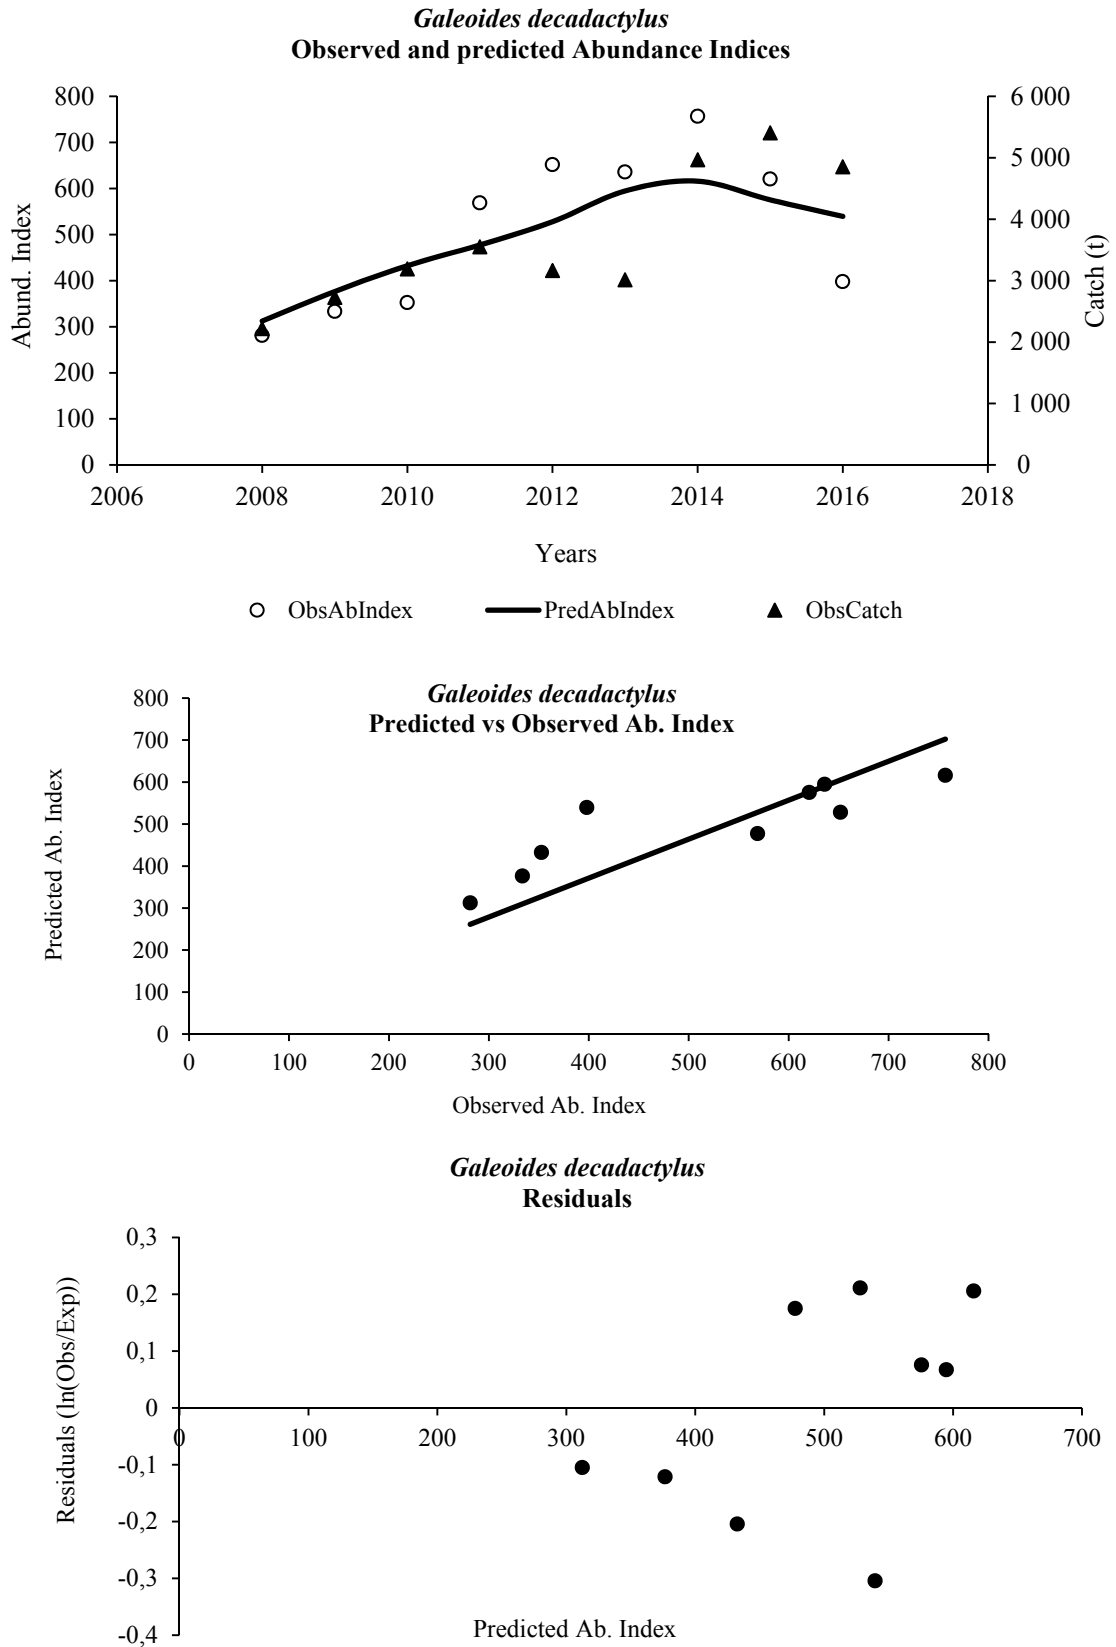 Galeoides decadactylus
Observed and predicted Abundance Indices
800
700
600
500
400
300
200
100
0
Abund. Index
6 000
5 000
4 000
3 000
2 000
1 000
0
Catch (t)
2006 2008 2010 2012 2014 2016 2018
Years
ObsAbIndex PredAbIndex ObsCatch
Galeoides decadactylus
Predicted vs Observed Ab. Index
800
700
600
500
400
300
200
100
0
Predicted Ab. Index
0 100 200 300 400 500 600 700 800
Observed Ab. Index
Galeoides decadactylus
Residuals
0,3
0,2
0,1
0
-0,1
-0,2
-0,3
-0,4
Residuals (ln(Obs/Exp))
0 100 200 300 400 500 600 700
Predicted Ab. Index